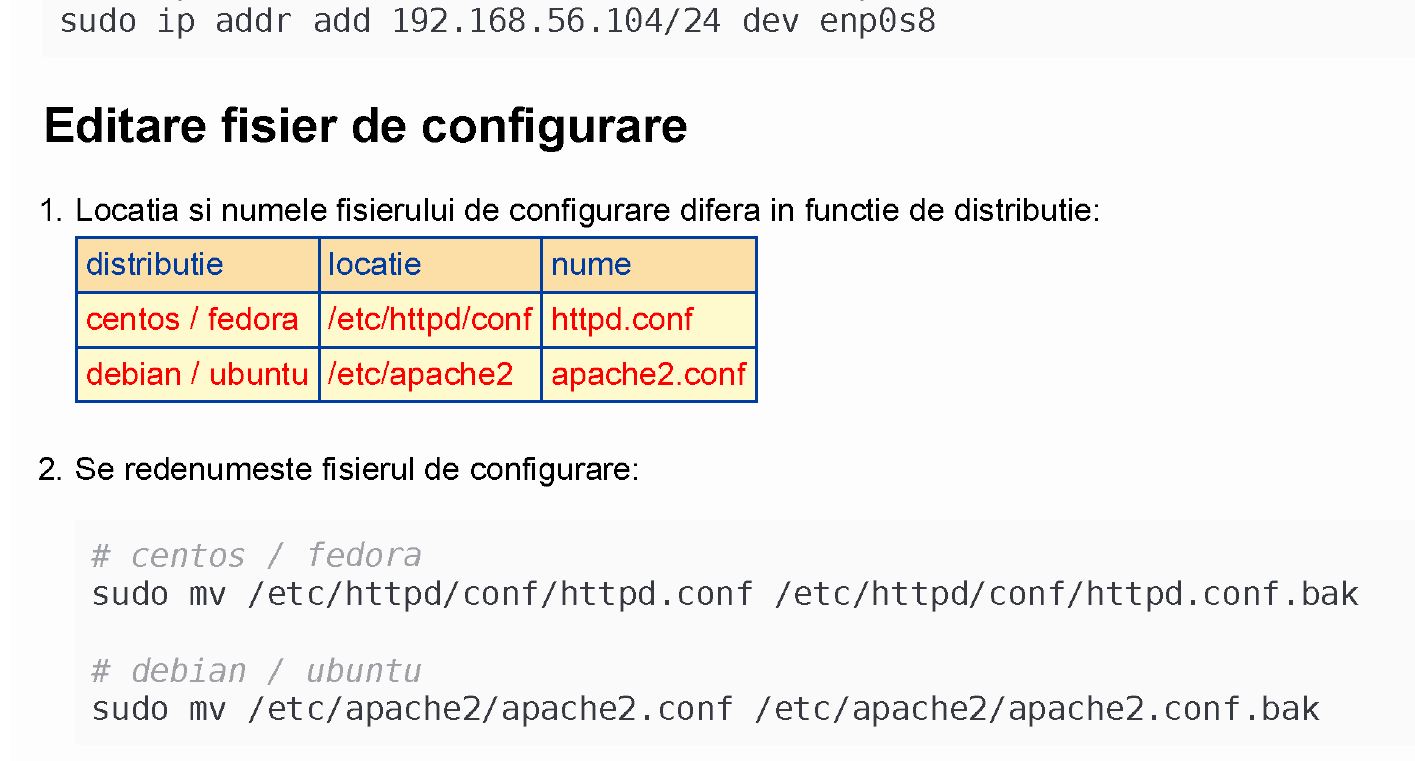 sudo ip addr add 192.168.56.104/24 dev enp0s8
Editare fisier de configurare
1. Locatia si numele fisierului de configurare difera in functie de distributie:
distributie locatie nume
centos / fedora /etc/httpd/conf httpd.conf
debian / ubuntu /etc/apache2 apache2.conf
2. Se redenumeste fisierul de configurare:
# centos / fedora
sudo mv /etc/httpd/conf/httpd.conf /etc/httpd/conf/httpd.conf.bak
# debian / ubuntu
sudo mv /etc/apache2/apache2.conf /etc/apache2/apache2.conf.bak